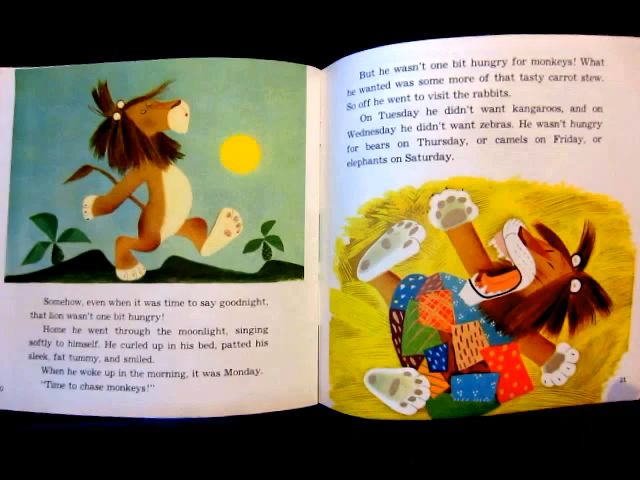 Somehow, even when it was time to say goodnight,
that lion wasn't one bit hungry!
Home he went through the moonlight, singing
softly to himself. He curled up in his bed, patted his
sleek, fat tummy, and smiled.
When he woke up in the morning, it was Monday.
"Time to chase monkeys!"
But he wasn't one bit hungry for monkeys! What
he wanted was some more of that tasty carrot stew.
So off he went to visit the rabbits.
On Tuesday he didn't want kangaroos, and on
Wednesday he didn't want zebras. He wasn't hungry
for bears on Thursday, or camels on Friday, or
elephants on Saturday.
21